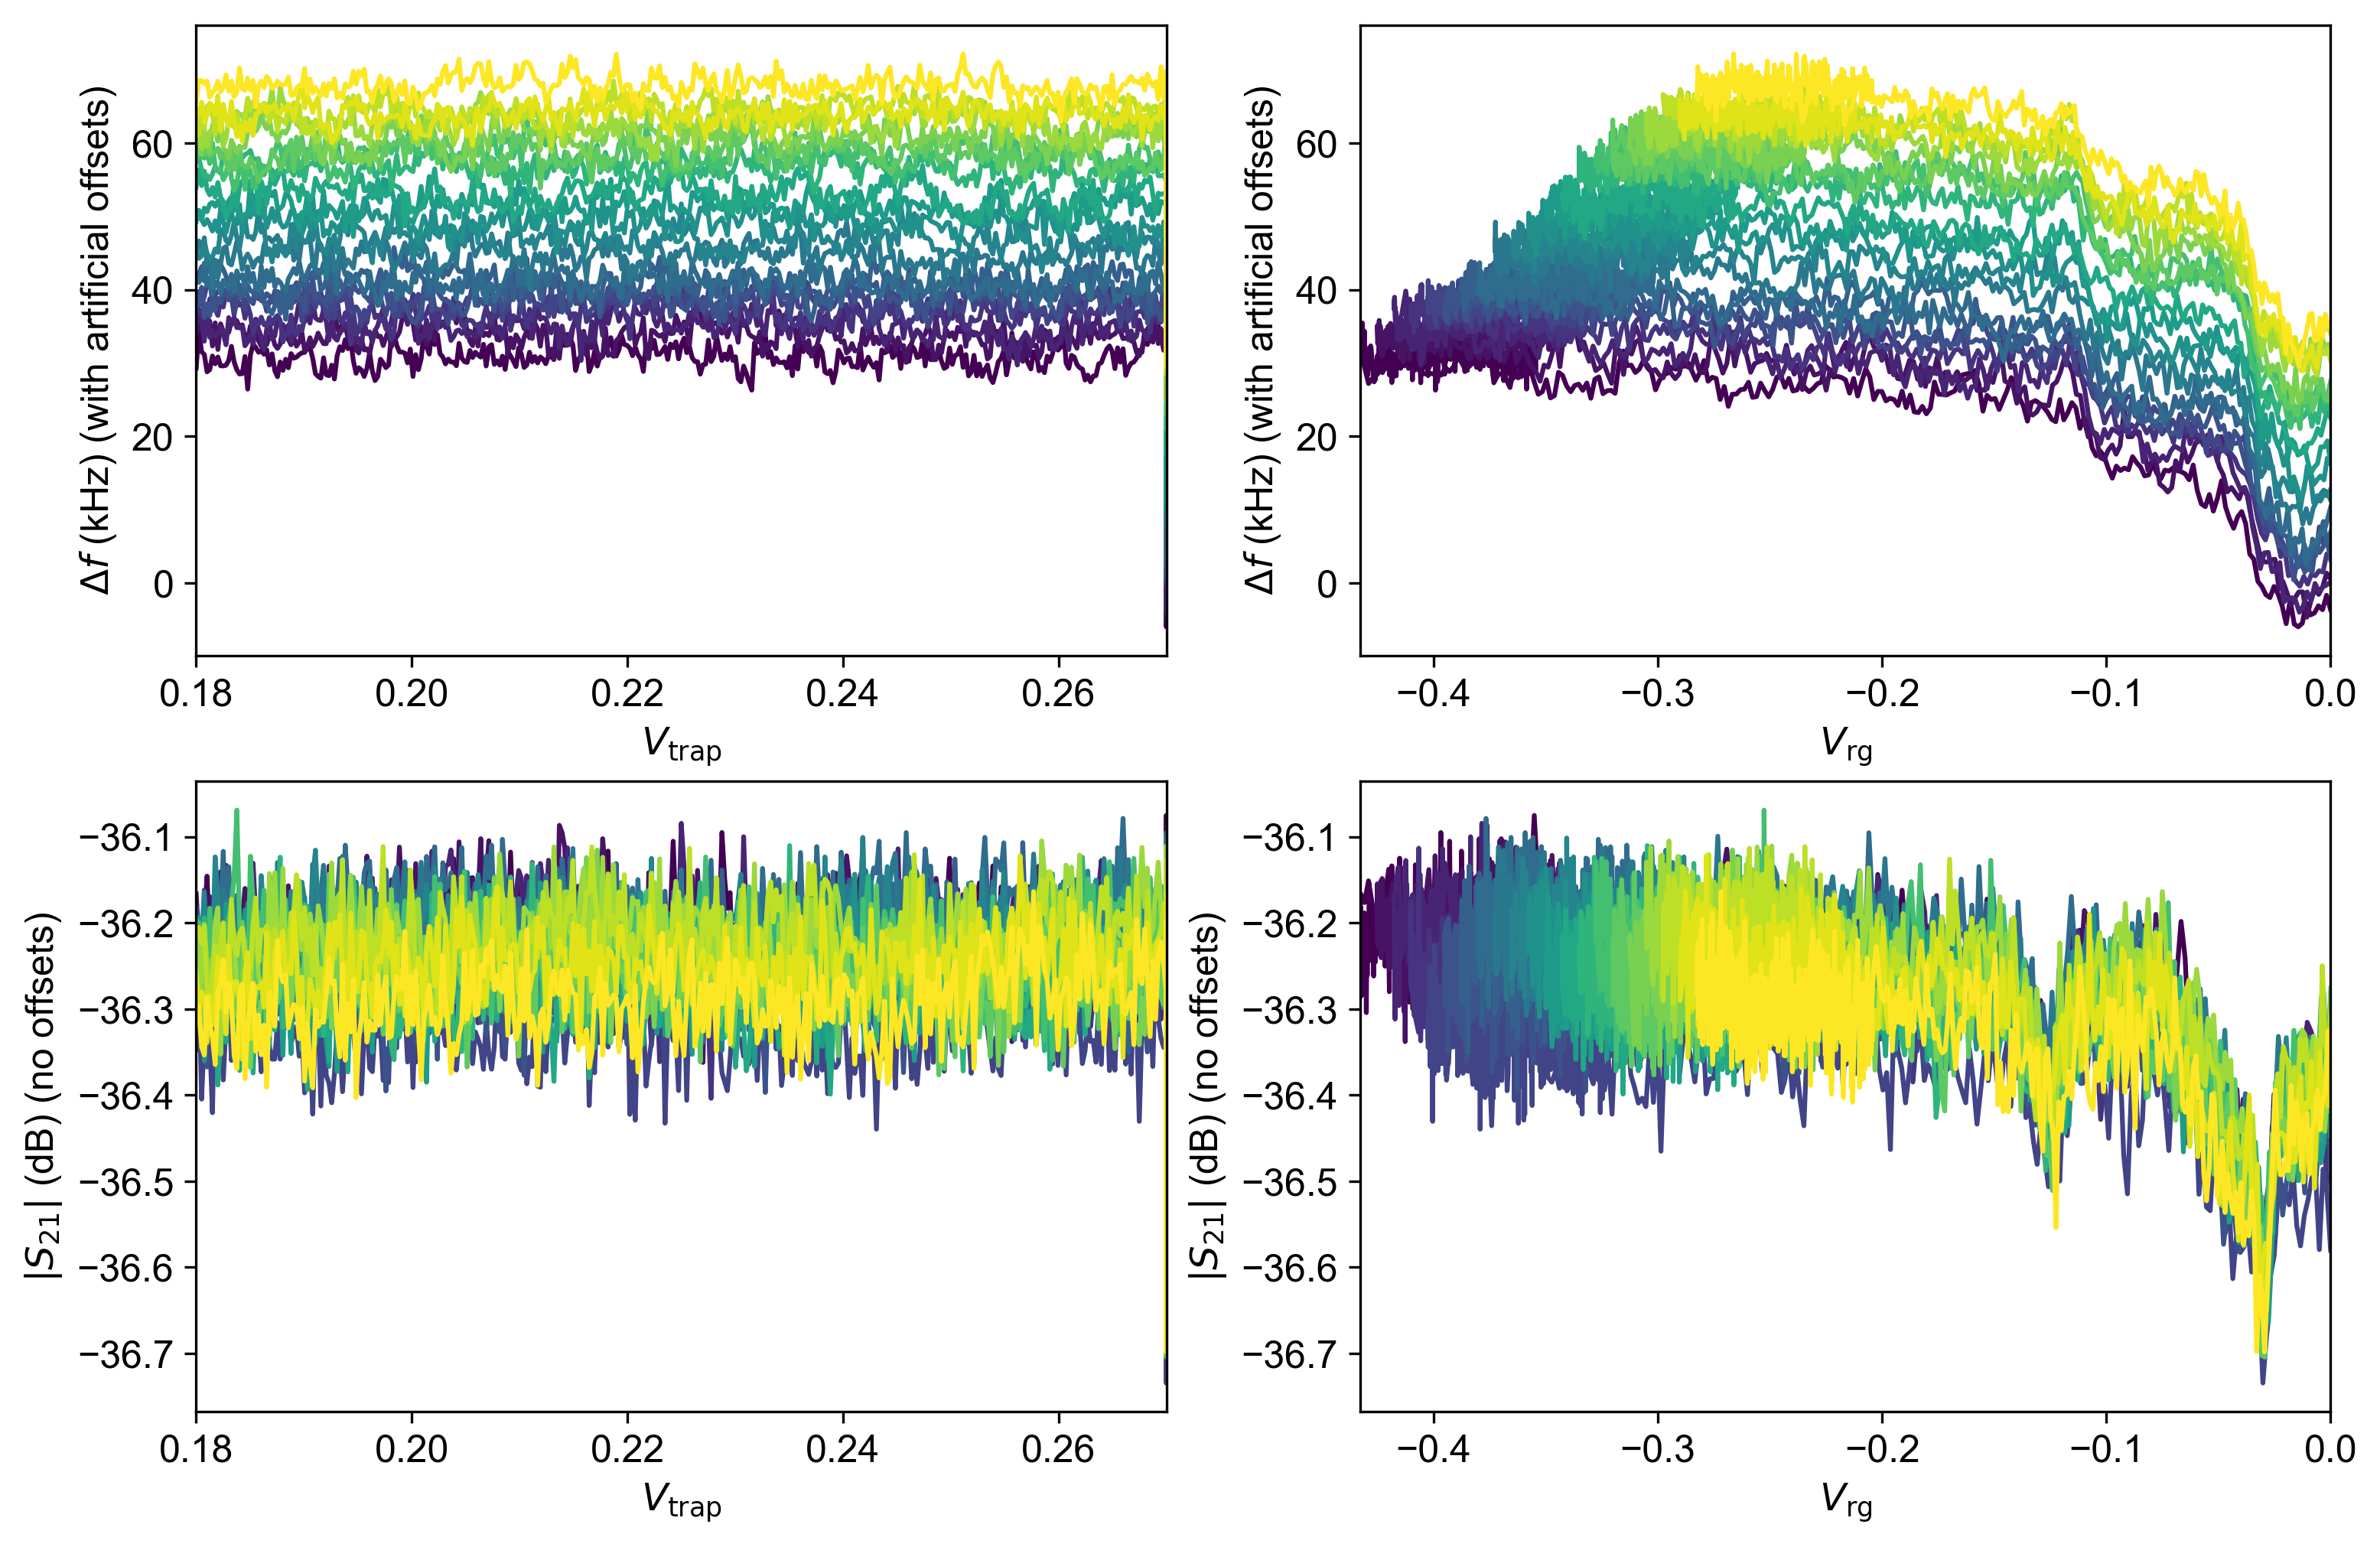 Δf (kHz) (with artificial offsets)
60
40
20
0
0.18 0.20 0.22 0.24 0.26
V_trap
Δf (kHz) (with artificial offsets)
60
40
20
0
−0.4 −0.3 −0.2 −0.1 0.0
V_rg
|S_21| (dB) (no offsets)
−36.1
−36.2
−36.3
−36.4
−36.5
−36.6
−36.7
0.18 0.20 0.22 0.24 0.26
V_trap
|S_21| (dB) (no offsets)
−36.1
−36.2
−36.3
−36.4
−36.5
−36.6
−36.7
−0.4 −0.3 −0.2 −0.1 0.0
V_rg